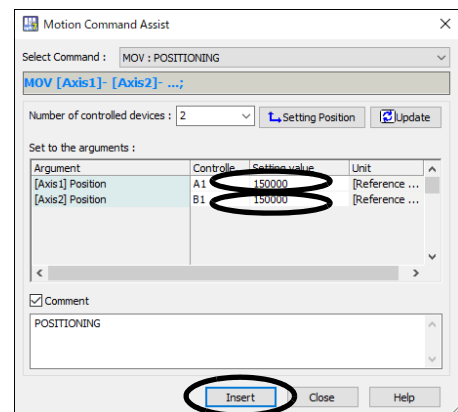 Motion Command Assist
Select Command : MOV : POSITIONING
MOV [Axis1]- [Axis2]- ...;
Number of controlled devices : 2 Setting Position Update
Set to the arguments :
Argument Controlle Setting value Unit
[Axis1] Position A1 150000 [Reference ...
[Axis2] Position B1 150000 [Reference ...
Comment
POSITIONING
Insert Close Help